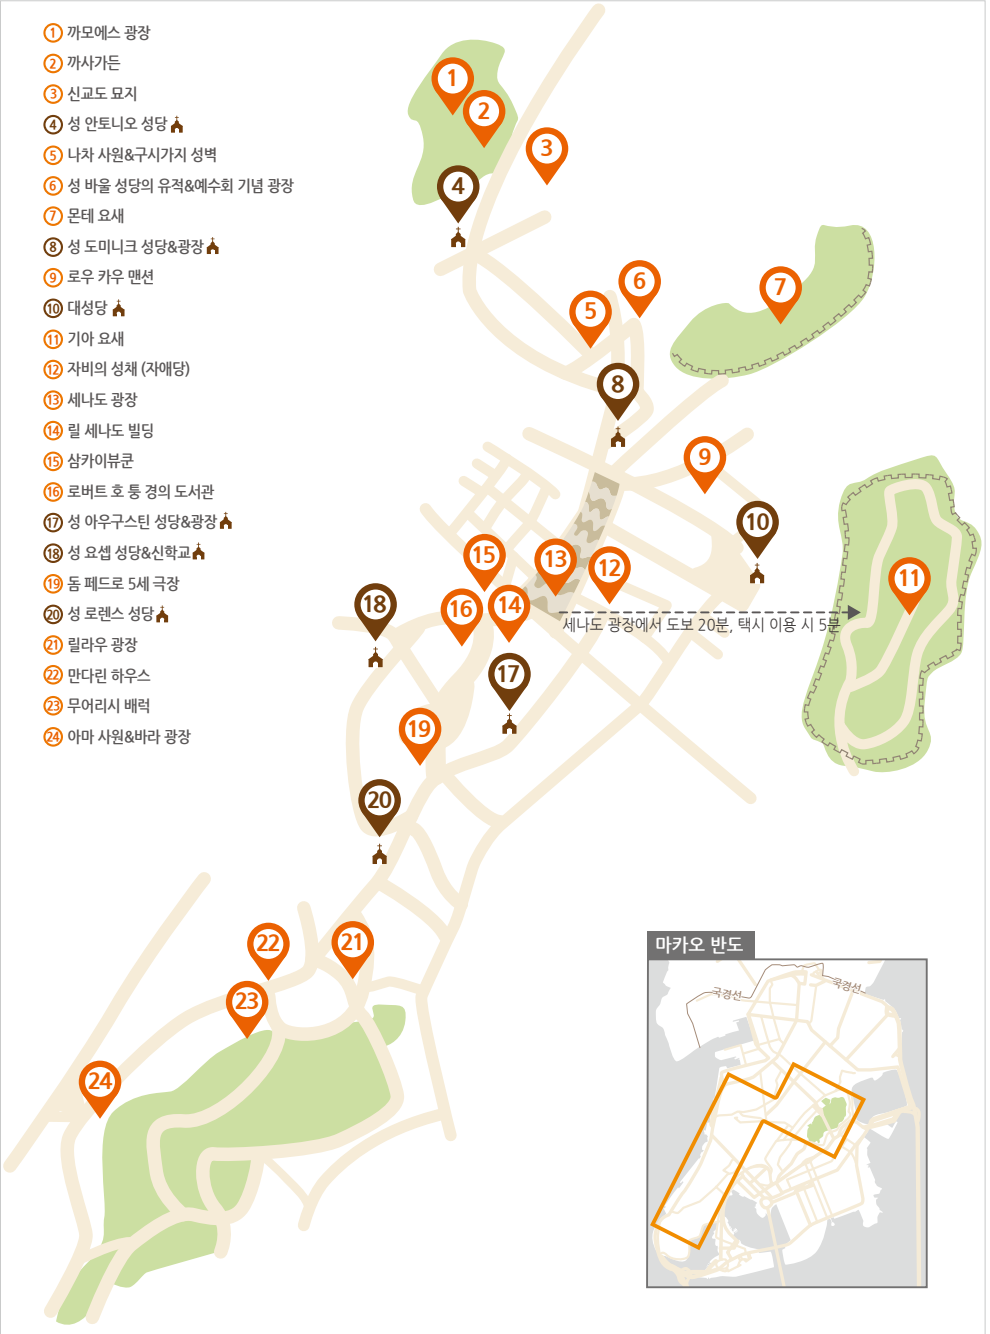 1 까모에스 광장
2 까사가든
3 신교도 묘지
4 성 안토니오 성당
5 나차 사원&구시가지 성벽
6 성 바울 성당의 유적&예수회 기념 광장
7 몬테 요새
8 성 도미니크 성당&광장
9 로우 카우 맨션
10 대성당
11 기아 요새
12 자비의 성채 (자애당)
13 세나도 광장
14 릴 세나도 빌딩
15 삼카이뷰쿤
16 로버트 호 퉁 경의 도서관
17 성 아우구스틴 성당&광장
18 성 요셉 성당&신학교
19 돔 페드로 5세 극장
20 성 로렌스 성당
21 릴라우 광장
22 만다린 하우스
23 무어리시 배럭
24 아마 사원&바라 광장
1
2
3
4
5
6
7
8
9
10
11
12
13
14
15
16
17
18
19
20
21
22
23
24
세나도 광장에서 도보 20분, 택시 이용 시 5분
마카오 반도
국경선
국경선